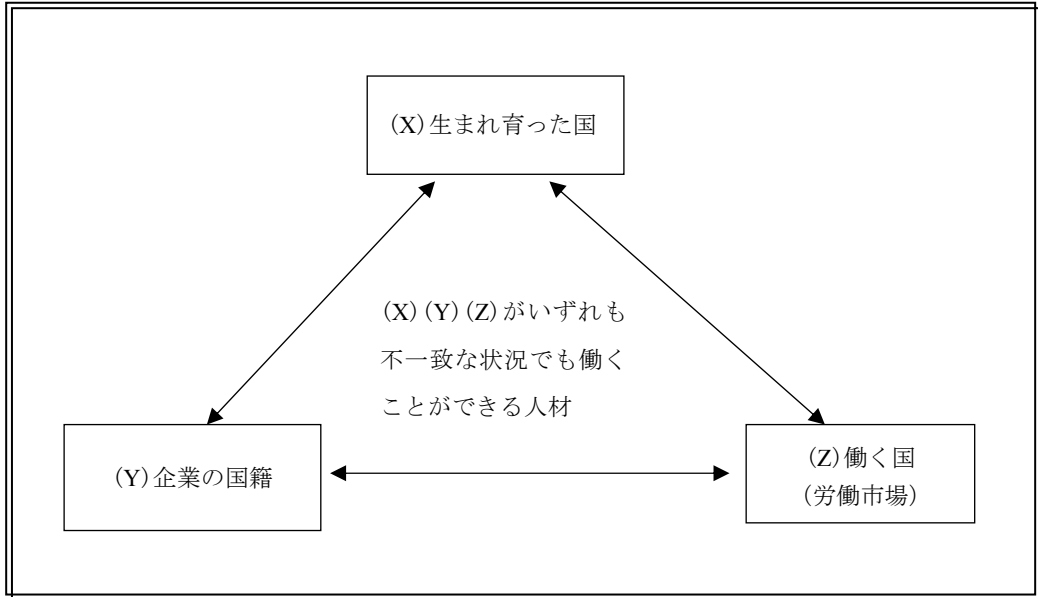 (X)生まれ育った国
(X)(Y)(Z)がいずれも
不一致な状況でも働く
ことができる人材
(Y)企業の国籍
(Z)働く国
(労働市場)